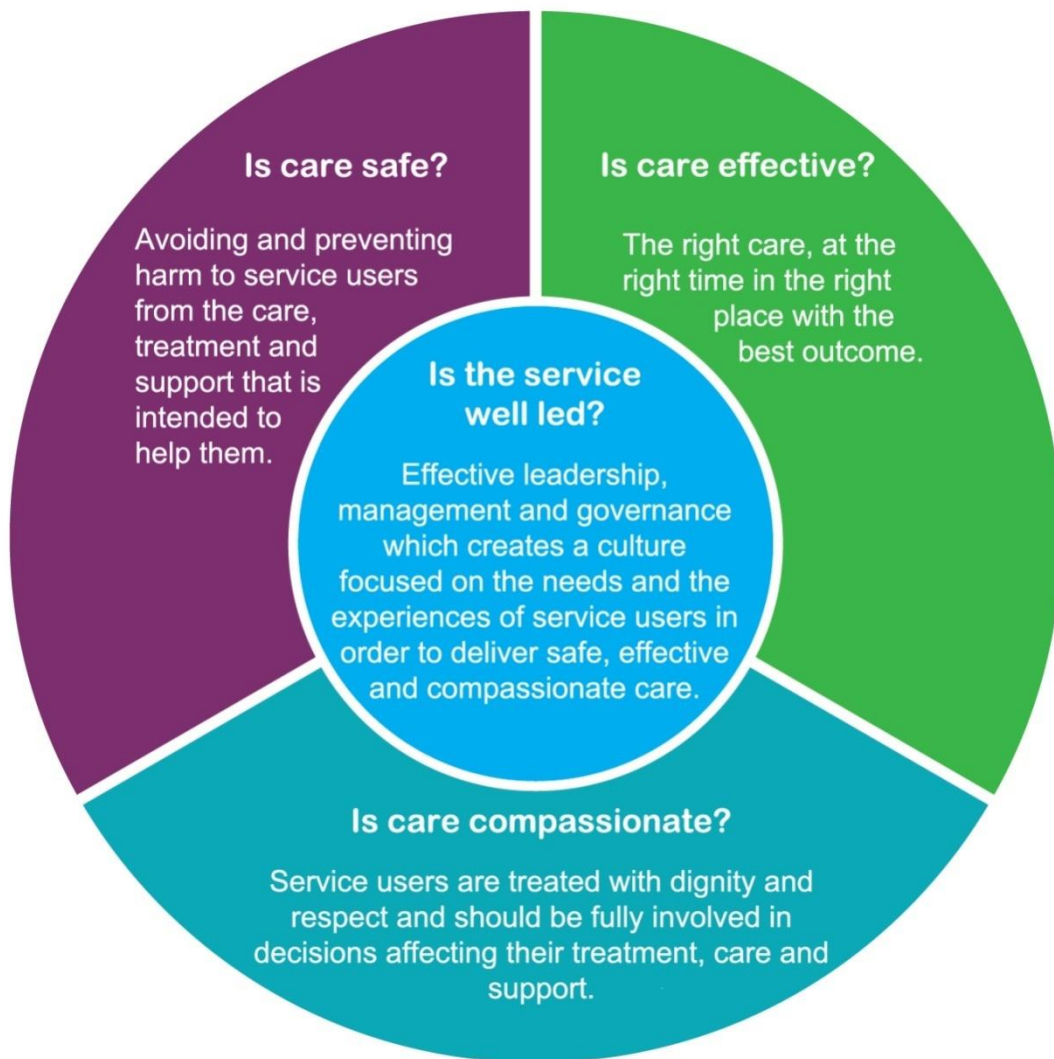 Is care safe?
Avoiding and preventing
harm to service users
from the care,
treatment and
support that is
intended to
help them.
Is care effective?
The right care, at the
right time in the right
place with the
best outcome.
Is the service
well led?
Effective leadership,
management and governance
which creates a culture
focused on the needs and the
experiences of service users in
order to deliver safe, effective
and compassionate care.
Is care compassionate?
Service users are treated with dignity and
respect and should be fully involved in
decisions affecting their treatment, care and
support.